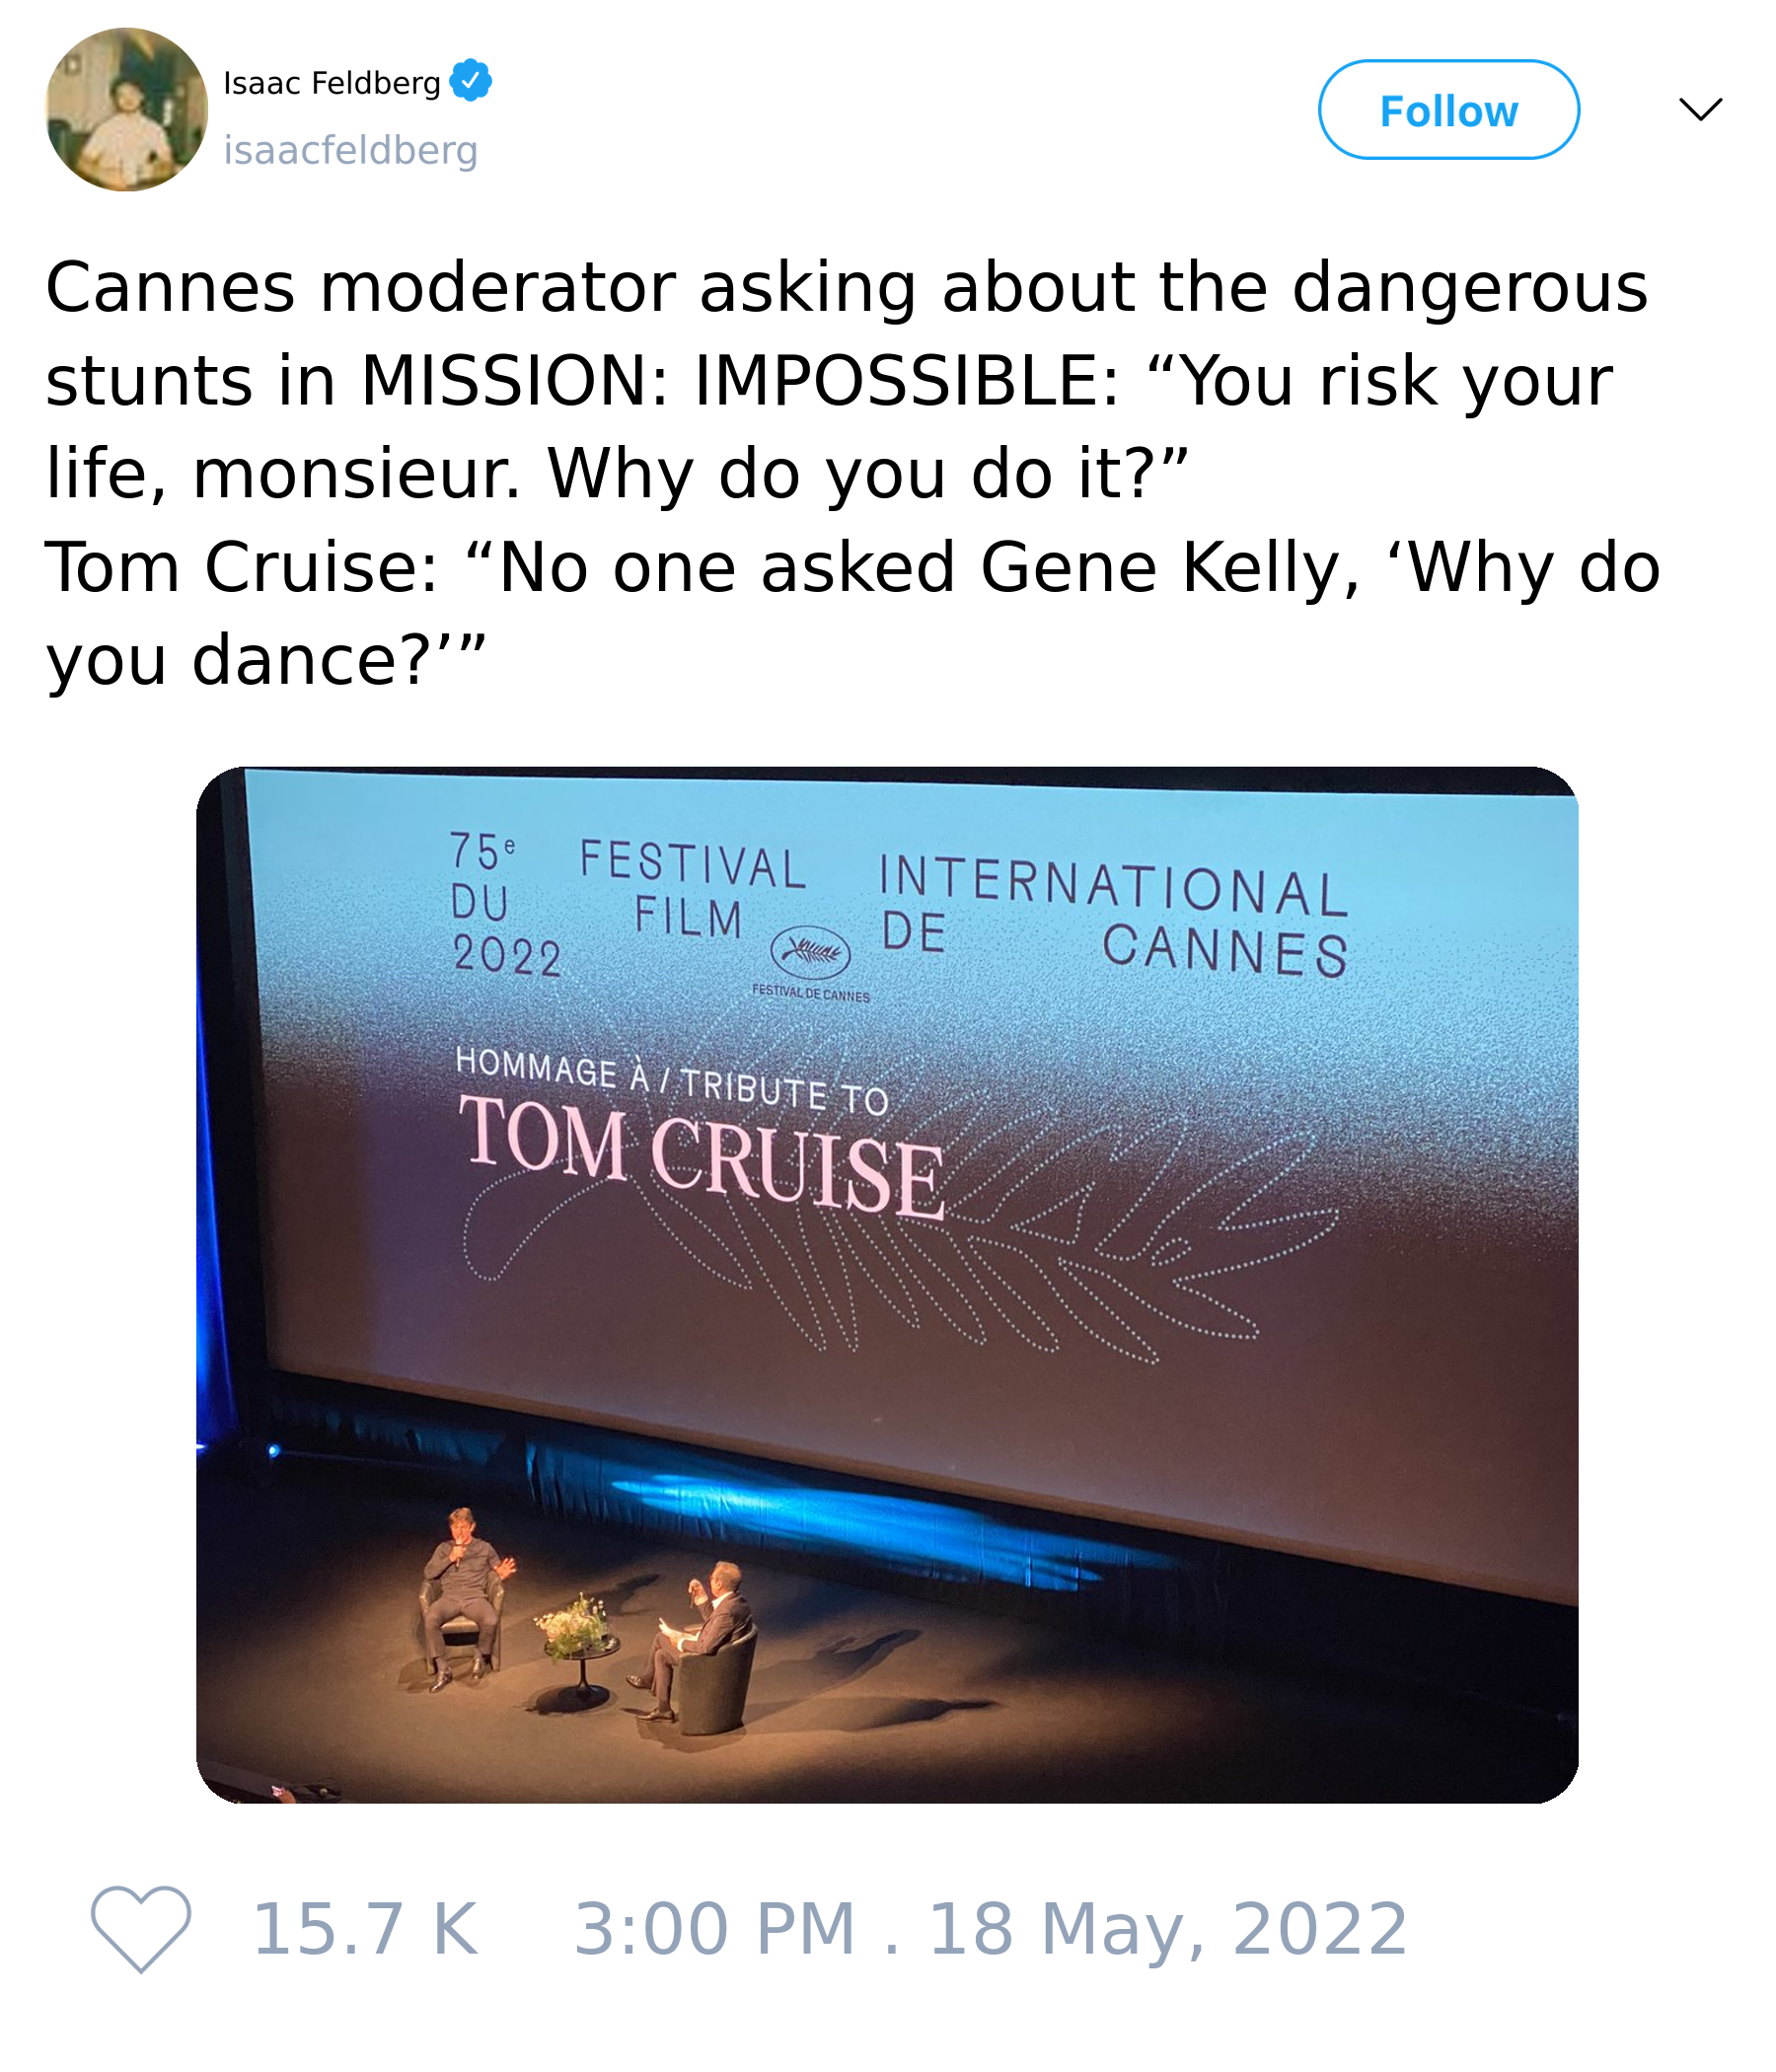 Isaac Feldberg
isaacfeldberg
Follow
Cannes moderator asking about the dangerous
stunts in MISSION: IMPOSSIBLE: “You risk your
life, monsieur. Why do you do it?”
Tom Cruise: “No one asked Gene Kelly, ‘Why do
you dance?’”
75e FESTIVAL INTERNATIONAL
DU FILM DE CANNES
2022
FESTIVAL DE CANNES
HOMMAGE À / TRIBUTE TO
TOM CRUISE
15.7 K 3:00 PM . 18 May, 2022